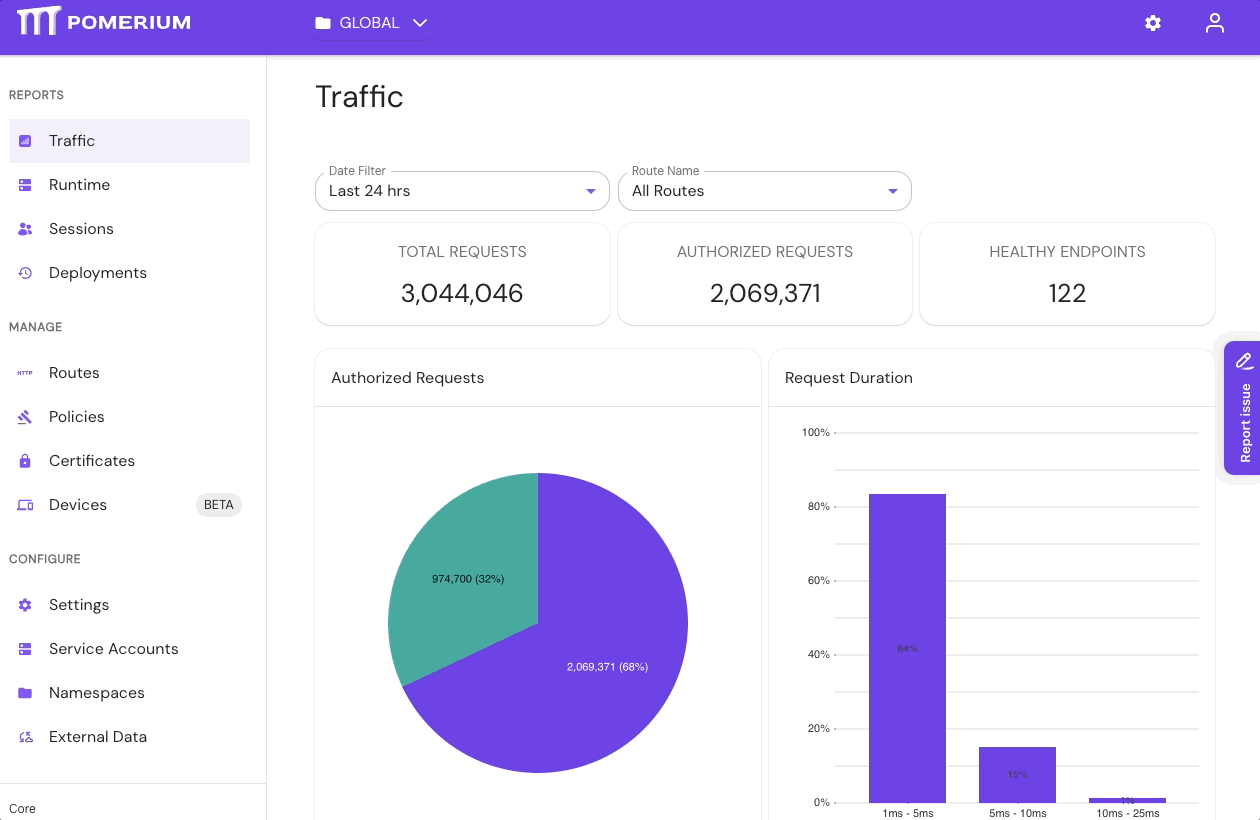 POMERIUM
GLOBAL
REPORTS
Traffic
Runtime
Sessions
Deployments
MANAGE
HTTP
Routes
Policies
Certificates
Devices
BETA
CONFIGURE
Settings
Service Accounts
Namespaces
External Data
Core
Traffic
Date Filter
Last 24 hrs
Route Name
All Routes
TOTAL REQUESTS
3,044,046
AUTHORIZED REQUESTS
2,069,371
HEALTHY ENDPOINTS
122
Authorized Requests
974,700 (32%)
2,069,371 (68%)
Request Duration
100%
80%
60%
40%
20%
0%
84%
15%
1%
1ms - 5ms
5ms - 10ms
10ms - 25ms
Report issue